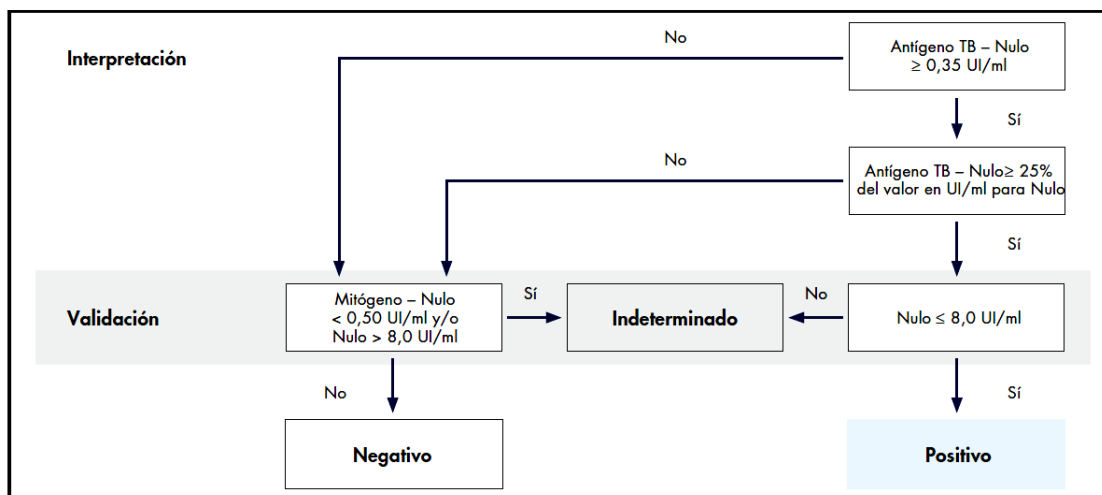 No
Interpretación
Antígeno TB – Nulo
≥ 0,35 UI/ml
Sí
No
Antígeno TB – Nulo≥ 25%
del valor en UI/ml para Nulo
Sí
Validación
Mitógeno – Nulo
< 0,50 UI/ml y/o
Nulo > 8,0 UI/ml
Sí
Indeterminado
No
Nulo ≤ 8,0 UI/ml
No
Sí
Negativo
Positivo